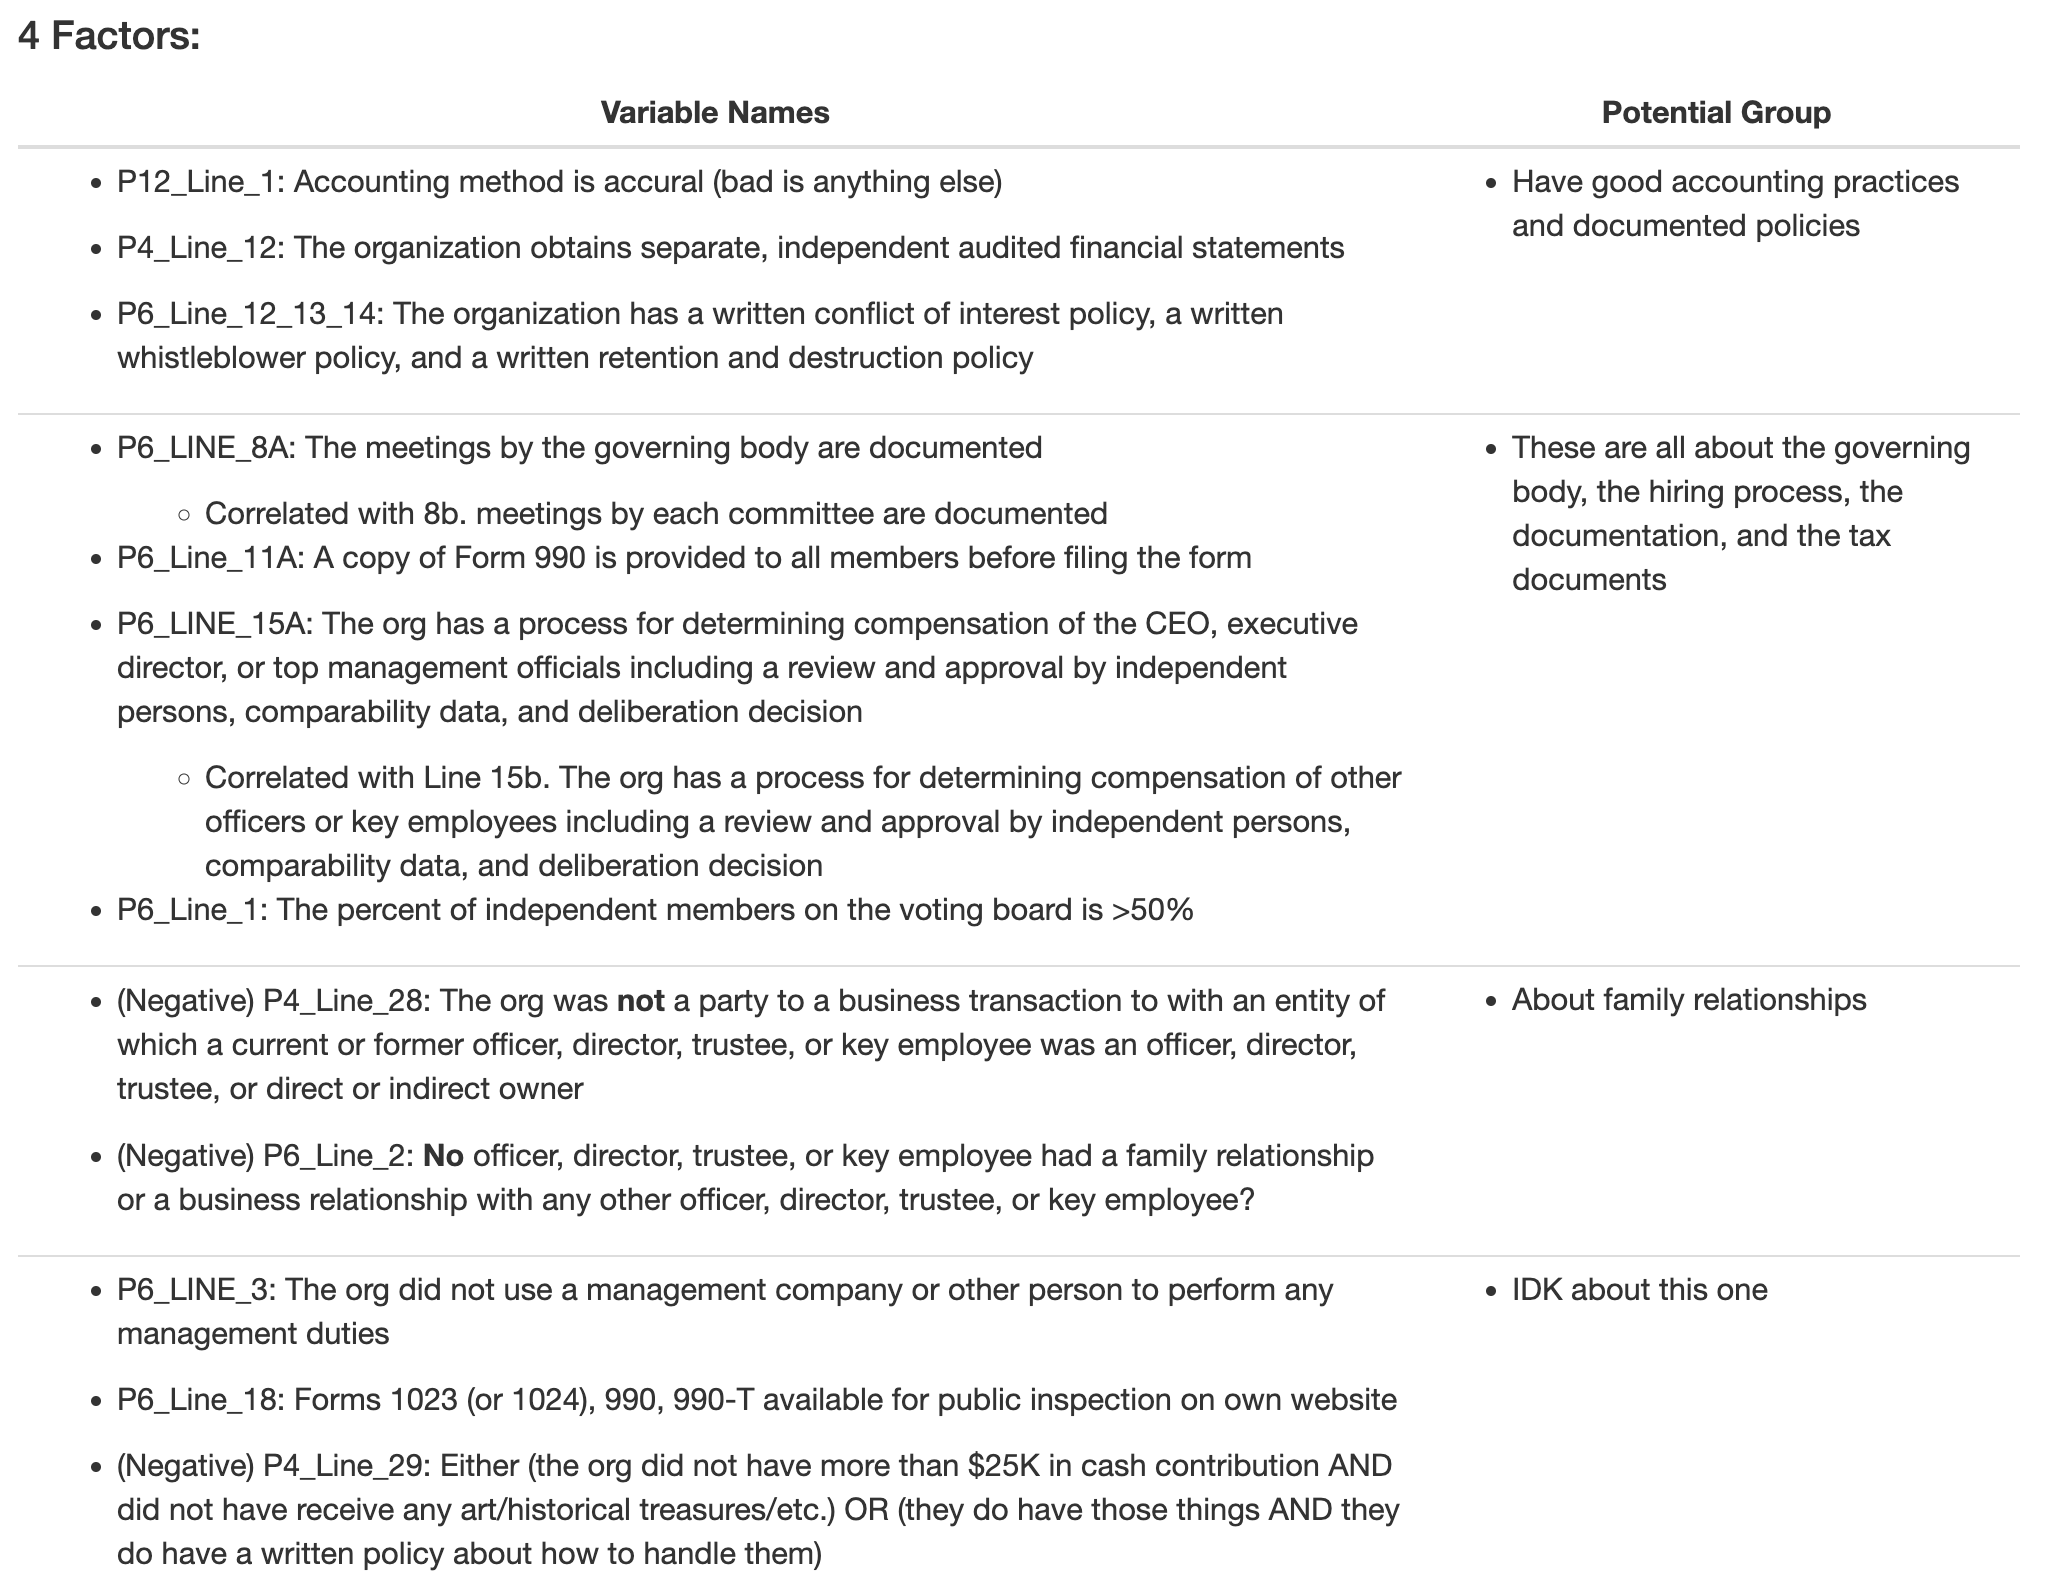 4 Factors:
Variable Names
Potential Group
• P12_Line_1: Accounting method is accural (bad is anything else)
• P4_Line_12: The organization obtains separate, independent audited financial statements
• P6_Line_12_13_14: The organization has a written conflict of interest policy, a written
whistleblower policy, and a written retention and destruction policy
• Have good accounting practices
and documented policies
• P6_LINE_8A: The meetings by the governing body are documented
◦ Correlated with 8b. meetings by each committee are documented
• P6_Line_11A: A copy of Form 990 is provided to all members before filing the form
• P6_LINE_15A: The org has a process for determining compensation of the CEO, executive
director, or top management officials including a review and approval by independent
persons, comparability data, and deliberation decision
◦ Correlated with Line 15b. The org has a process for determining compensation of other
officers or key employees including a review and approval by independent persons,
comparability data, and deliberation decision
• P6_Line_1: The percent of independent members on the voting board is >50%
• These are all about the governing
body, the hiring process, the
documentation, and the tax
documents
• (Negative) P4_Line_28: The org was not a party to a business transaction to with an entity of
which a current or former officer, director, trustee, or key employee was an officer, director,
trustee, or direct or indirect owner
• (Negative) P6_Line_2: No officer, director, trustee, or key employee had a family relationship
or a business relationship with any other officer, director, trustee, or key employee?
• About family relationships
• P6_LINE_3: The org did not use a management company or other person to perform any
management duties
• P6_Line_18: Forms 1023 (or 1024), 990, 990-T available for public inspection on own website
• (Negative) P4_Line_29: Either (the org did not have more than $25K in cash contribution AND
did not have receive any art/historical treasures/etc.) OR (they do have those things AND they
do have a written policy about how to handle them)
• IDK about this one